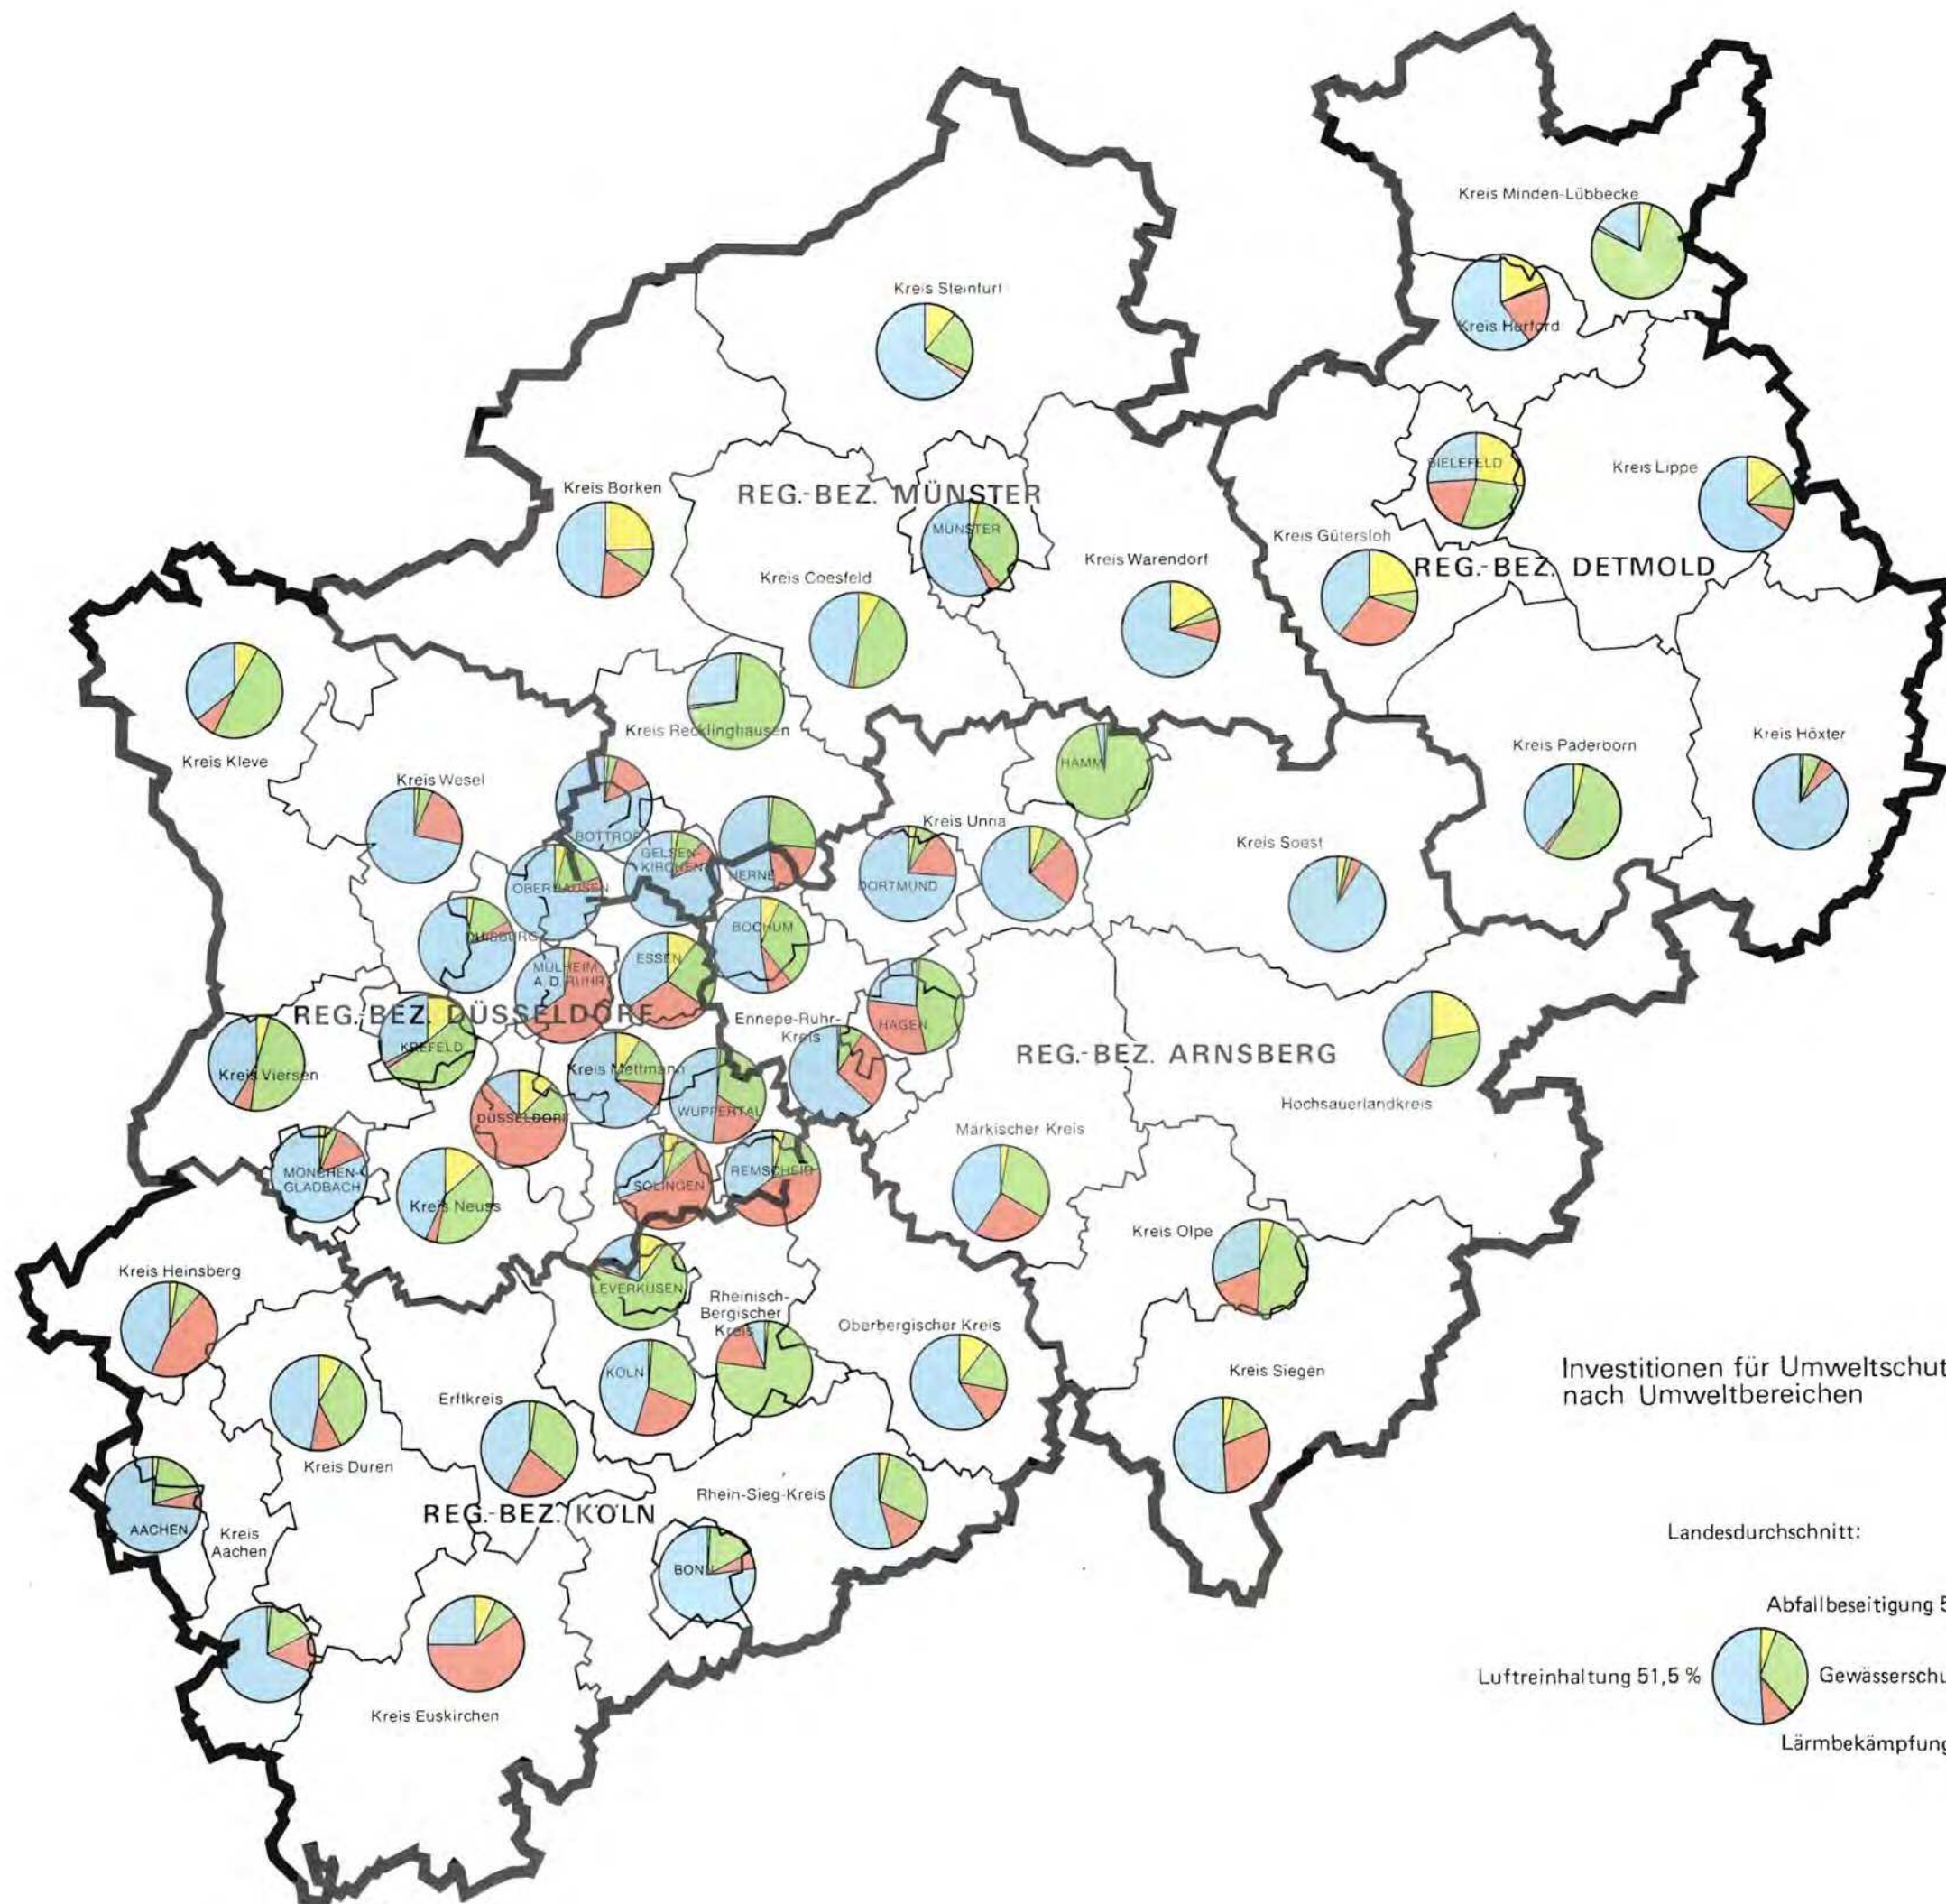 Kreis Minden-Lübbecke
Kreis Steinfurt
Kreis Herford
BIELEFELD
Kreis Lippe
Kreis Borken
REG.-BEZ. MÜNSTER
MÜNSTER
Kreis Gütersloh
Kreis Warendorf
REG.-BEZ. DETMOLD
Kreis Coesfeld
Kreis Recklinghausen
Kreis Kleve
HAMM
Kreis Paderborn
Kreis Höxter
Kreis Wesel
BOTTROP
Kreis Unna
Kreis Soest
GELSEN-
KIRCHEN
HERNE
OBERHAUSEN
DORTMUND
DUISBURG
BOCHUM
ESSEN
MÜLHEIM
A. D. RUHR
REG.-BEZ. DÜSSELDORF
Ennepe-Ruhr-
Kreis
HAGEN
KREFELD
REG.-BEZ. ARNSBERG
Kreis Viersen
Kreis Mettmann
WUPPERTAL
Hochsauerlandkreis
DÜSSELDORF
Märkischer Kreis
MÖNCHEN-
GLADBACH
SOLINGEN
REMSCHEID
Kreis Neuss
Kreis Olpe
Kreis Heinsberg
LEVERKUSEN
Rheinisch-
Bergischer
Kreis
Oberbergischer Kreis
KÖLN
Kreis Siegen
Erftkreis
Kreis Düren
Rhein-Sieg-Kreis
REG.-BEZ. KÖLN
AACHEN
Kreis
Aachen
BONN
Kreis Euskirchen
Investitionen für Umweltschut
nach Umweltbereichen
Landesdurchschnitt:
Abfallbeseitigung 5
Luftreinhaltung 51,5 %
Gewässerschu
Lärmbekämpfung